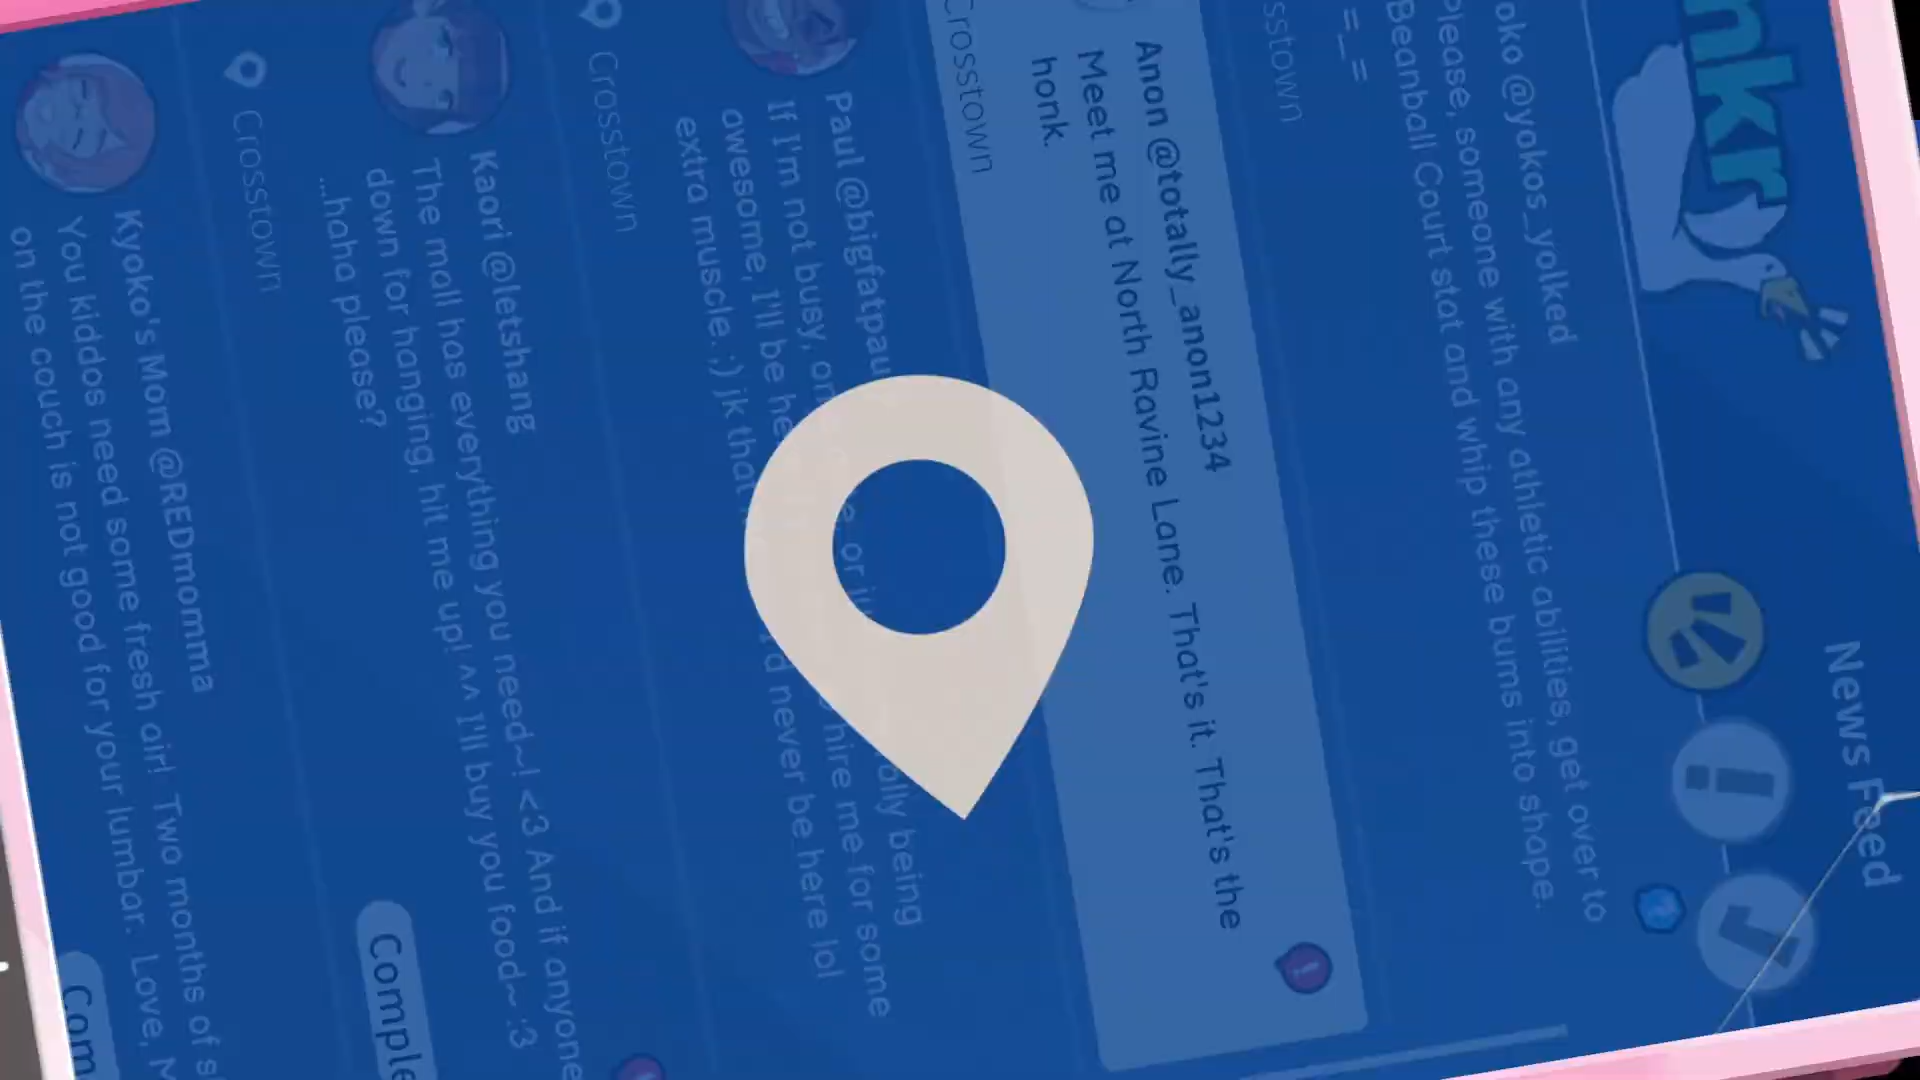 nkr
News Feed
oko @yokos_yolked
Please, someone with any athletic abilities, get over to
Beanball Court stat and whip these bums into shape.
=_=
sstown
Anon @totally_anon1234
Meet me at North Ravine Lane. That's it. That's the
honk.
Crosstown
Paul @bigfatpau
If I'm not busy, or hire me for some
awesome, I'll be he I'd never be here lol
extra muscle. ;) jk that
Crosstown
Kaori @letshang
The mall has everything you need~! <3 And if anyone
down for hanging, hit me up! ^^ I'll buy you food~ :3
...haha please?
Comple
Crosstown
Kyoko's Mom @REDmomma
You kiddos need some fresh air! Two months of s
on the couch is not good for your lumbar. Love, M
Com